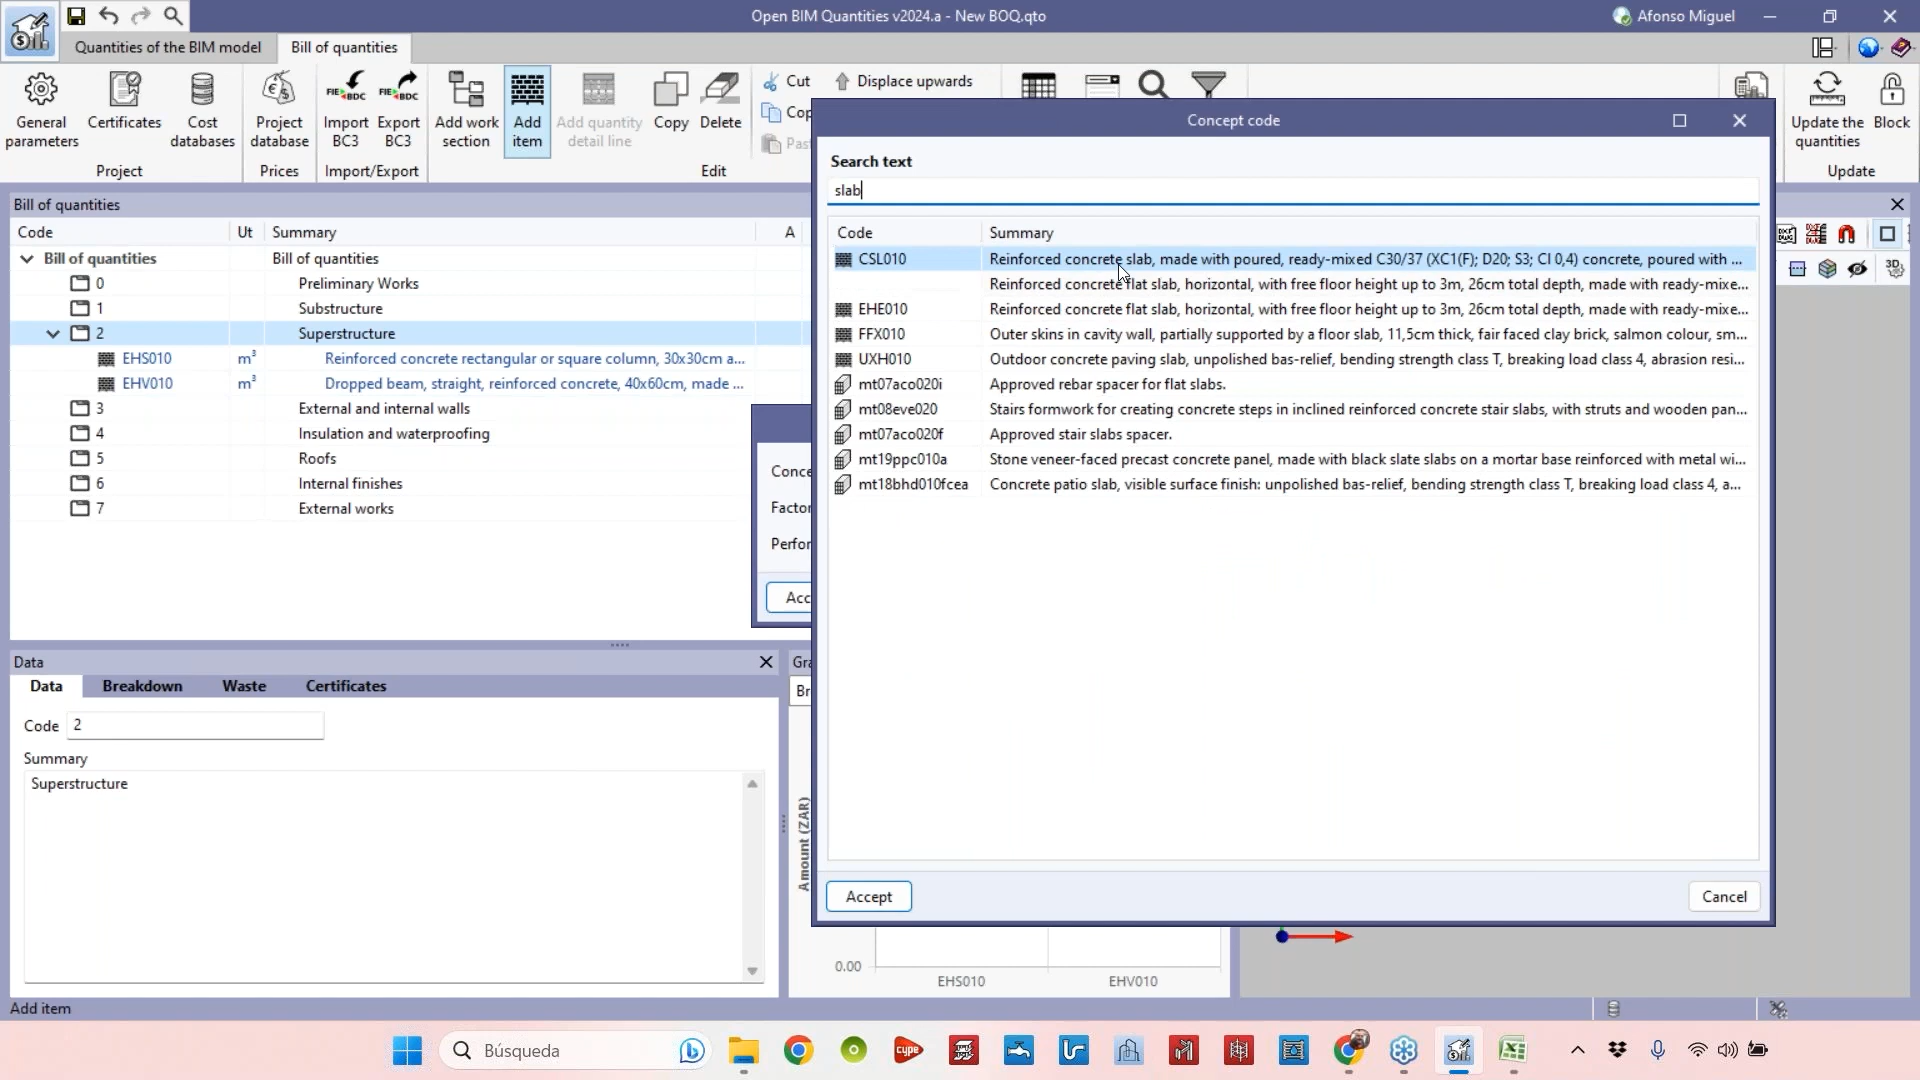 Open BIM Quantities v2024.a - New BOQ.qto
Afonso Miguel
Quantities of the BIM model
Bill of quantities
General parameters
Certificates
Cost databases
Project
Project database
Prices
Import BC3
Export BC3
Import/Export
Add work section
Add item
Add quantity detail line
Copy
Delete
Edit
Cut
Displace upwards
Update the quantities
Block
Update
Concept code
Search text
slab
Code Summary
CSL010 Reinforced concrete slab, made with poured, ready-mixed C30/37 (XC1(F); D20; S3; Cl 0,4) concrete, poured with ...
Reinforced concrete flat slab, horizontal, with free floor height up to 3m, 26cm total depth, made with ready-mixe...
EHE010 Reinforced concrete flat slab, horizontal, with free floor height up to 3m, 26cm total depth, made with ready-mixe...
FFX010 Outer skins in cavity wall, partially supported by a floor slab, 11,5cm thick, fair faced clay brick, salmon colour, sm...
UXH010 Outdoor concrete paving slab, unpolished bas-relief, bending strength class T, breaking load class 4, abrasion resi...
mt07aco020i Approved rebar spacer for flat slabs.
mt08eve020 Stairs formwork for creating concrete steps in inclined reinforced concrete stair slabs, with struts and wooden pan...
mt07aco020f Approved stair slabs spacer.
mt19ppc010a Stone veneer-faced precast concrete panel, made with black slate slabs on a mortar base reinforced with metal wi...
mt18bhd010fcea Concrete patio slab, visible surface finish: unpolished bas-relief, bending strength class T, breaking load class 4, a...
Accept
Cancel
Bill of quantities
Code Ut Summary A
Bill of quantities Bill of quantities
0 Preliminary Works
1 Substructure
2 Superstructure
EHS010 m³ Reinforced concrete rectangular or square column, 30x30cm a...
EHV010 m³ Dropped beam, straight, reinforced concrete, 40x60cm, made ...
3 External and internal walls
4 Insulation and waterproofing
5 Roofs
6 Internal finishes
7 External works
Data
Data Breakdown Waste Certificates
Code 2
Summary
Superstructure
Amount (ZAR)
0.00
EHS010 EHV010
Add item
Búsqueda
cype